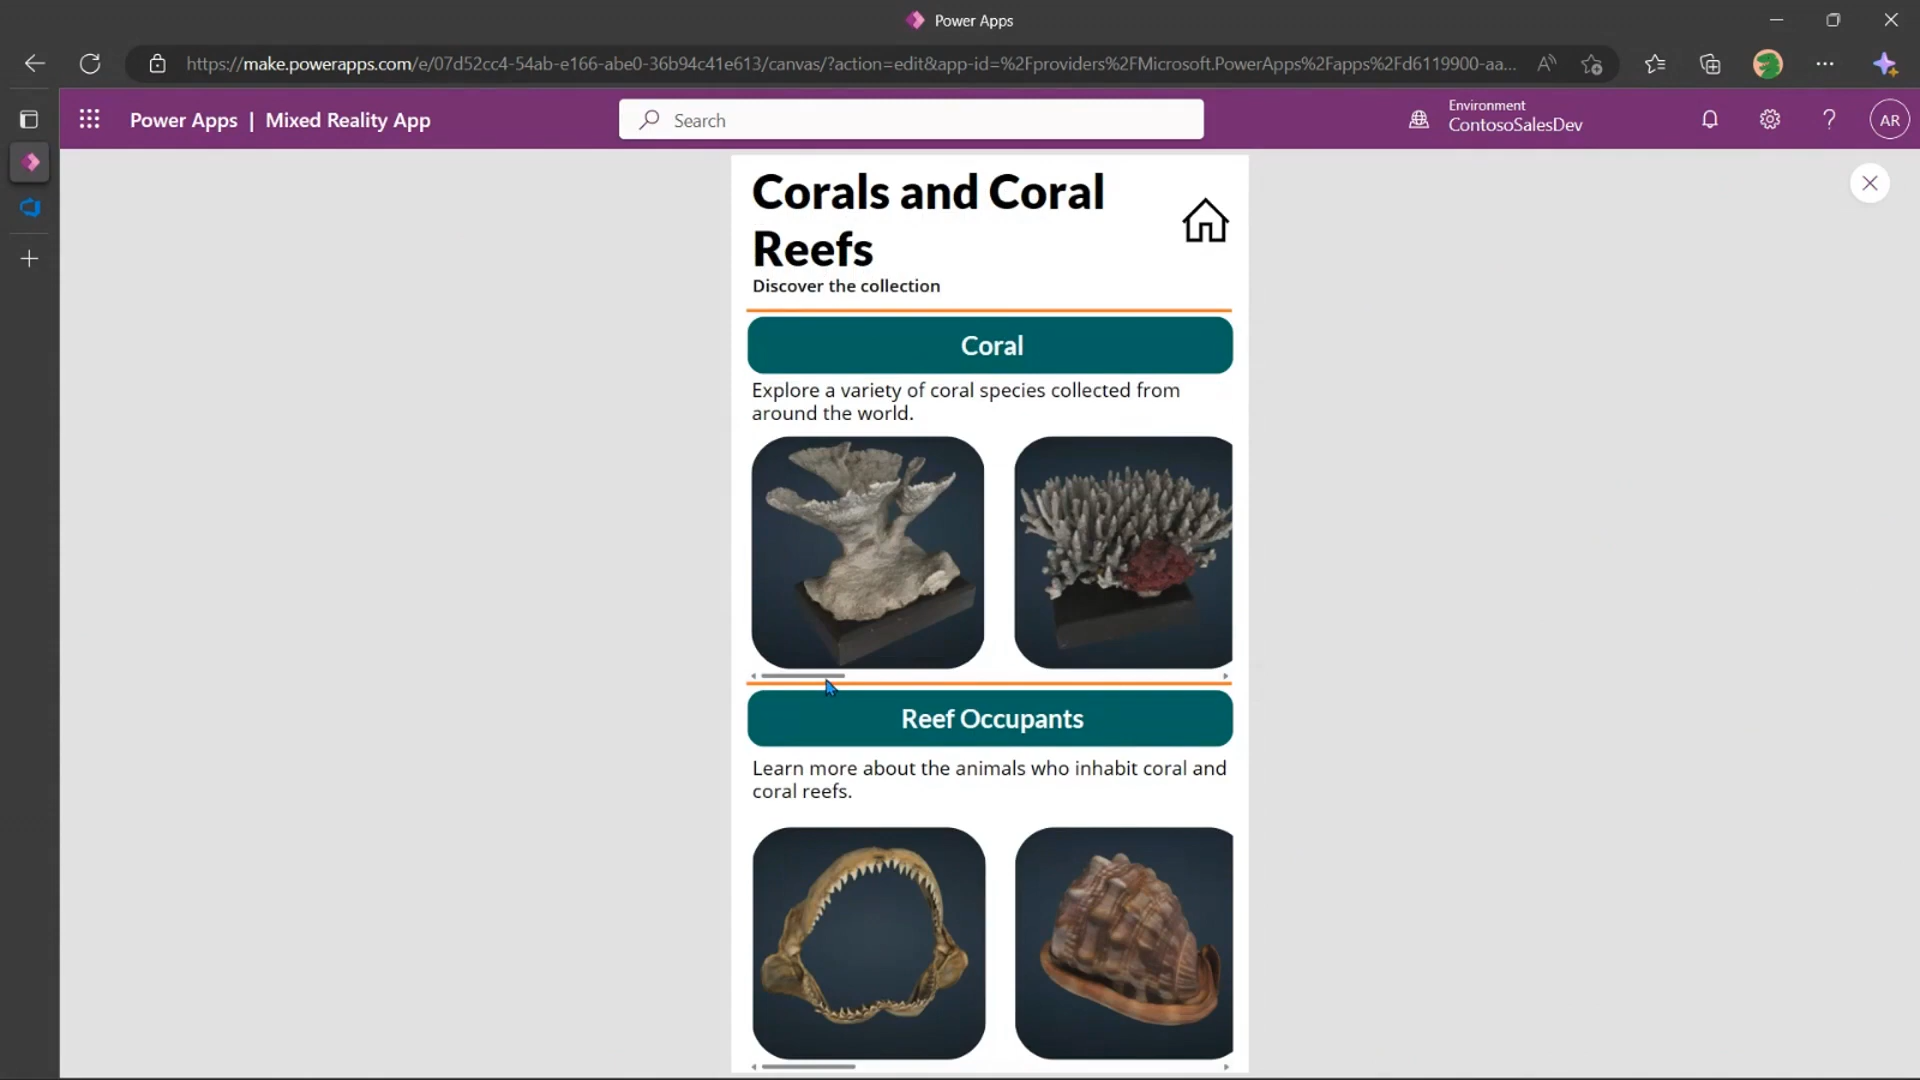 Power Apps
https://make.powerapps.com/e/07d52cc4-54ab-e166-abe0-36b94c41e613/canvas/?action=edit&app-id=%2Fproviders%2FMicrosoft.PowerApps%2Fapps%2Fd6119900-aa...
Power Apps | Mixed Reality App
Search
Environment
ContosoSalesDev
AR
Corals and Coral
Reefs
Discover the collection
Coral
Explore a variety of coral species collected from
around the world.
Reef Occupants
Learn more about the animals who inhabit coral and
coral reefs.